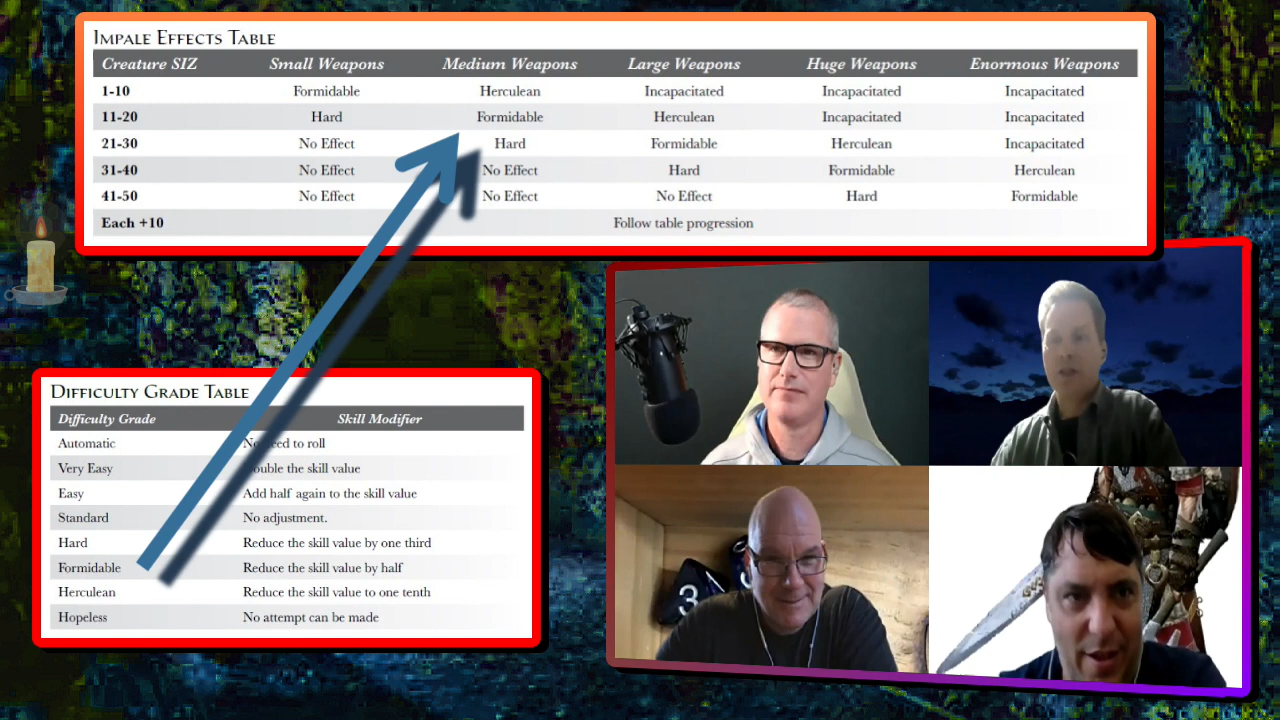 Impale Effects Table
Creature SIZ Small Weapons Medium Weapons Large Weapons Huge Weapons Enormous Weapons
1-10 Formidable Herculean Incapacitated Incapacitated Incapacitated
11-20 Hard Formidable Herculean Incapacitated Incapacitated
21-30 No Effect Hard Formidable Herculean Incapacitated
31-40 No Effect No Effect Hard Formidable Herculean
41-50 No Effect No Effect No Effect Hard Formidable
Each +10 Follow table progression
Difficulty Grade Table
Difficulty Grade Skill Modifier
Automatic No need to roll
Very Easy Double the skill value
Easy Add half again to the skill value
Standard No adjustment.
Hard Reduce the skill value by one third
Formidable Reduce the skill value by half
Herculean Reduce the skill value to one tenth
Hopeless No attempt can be made
3